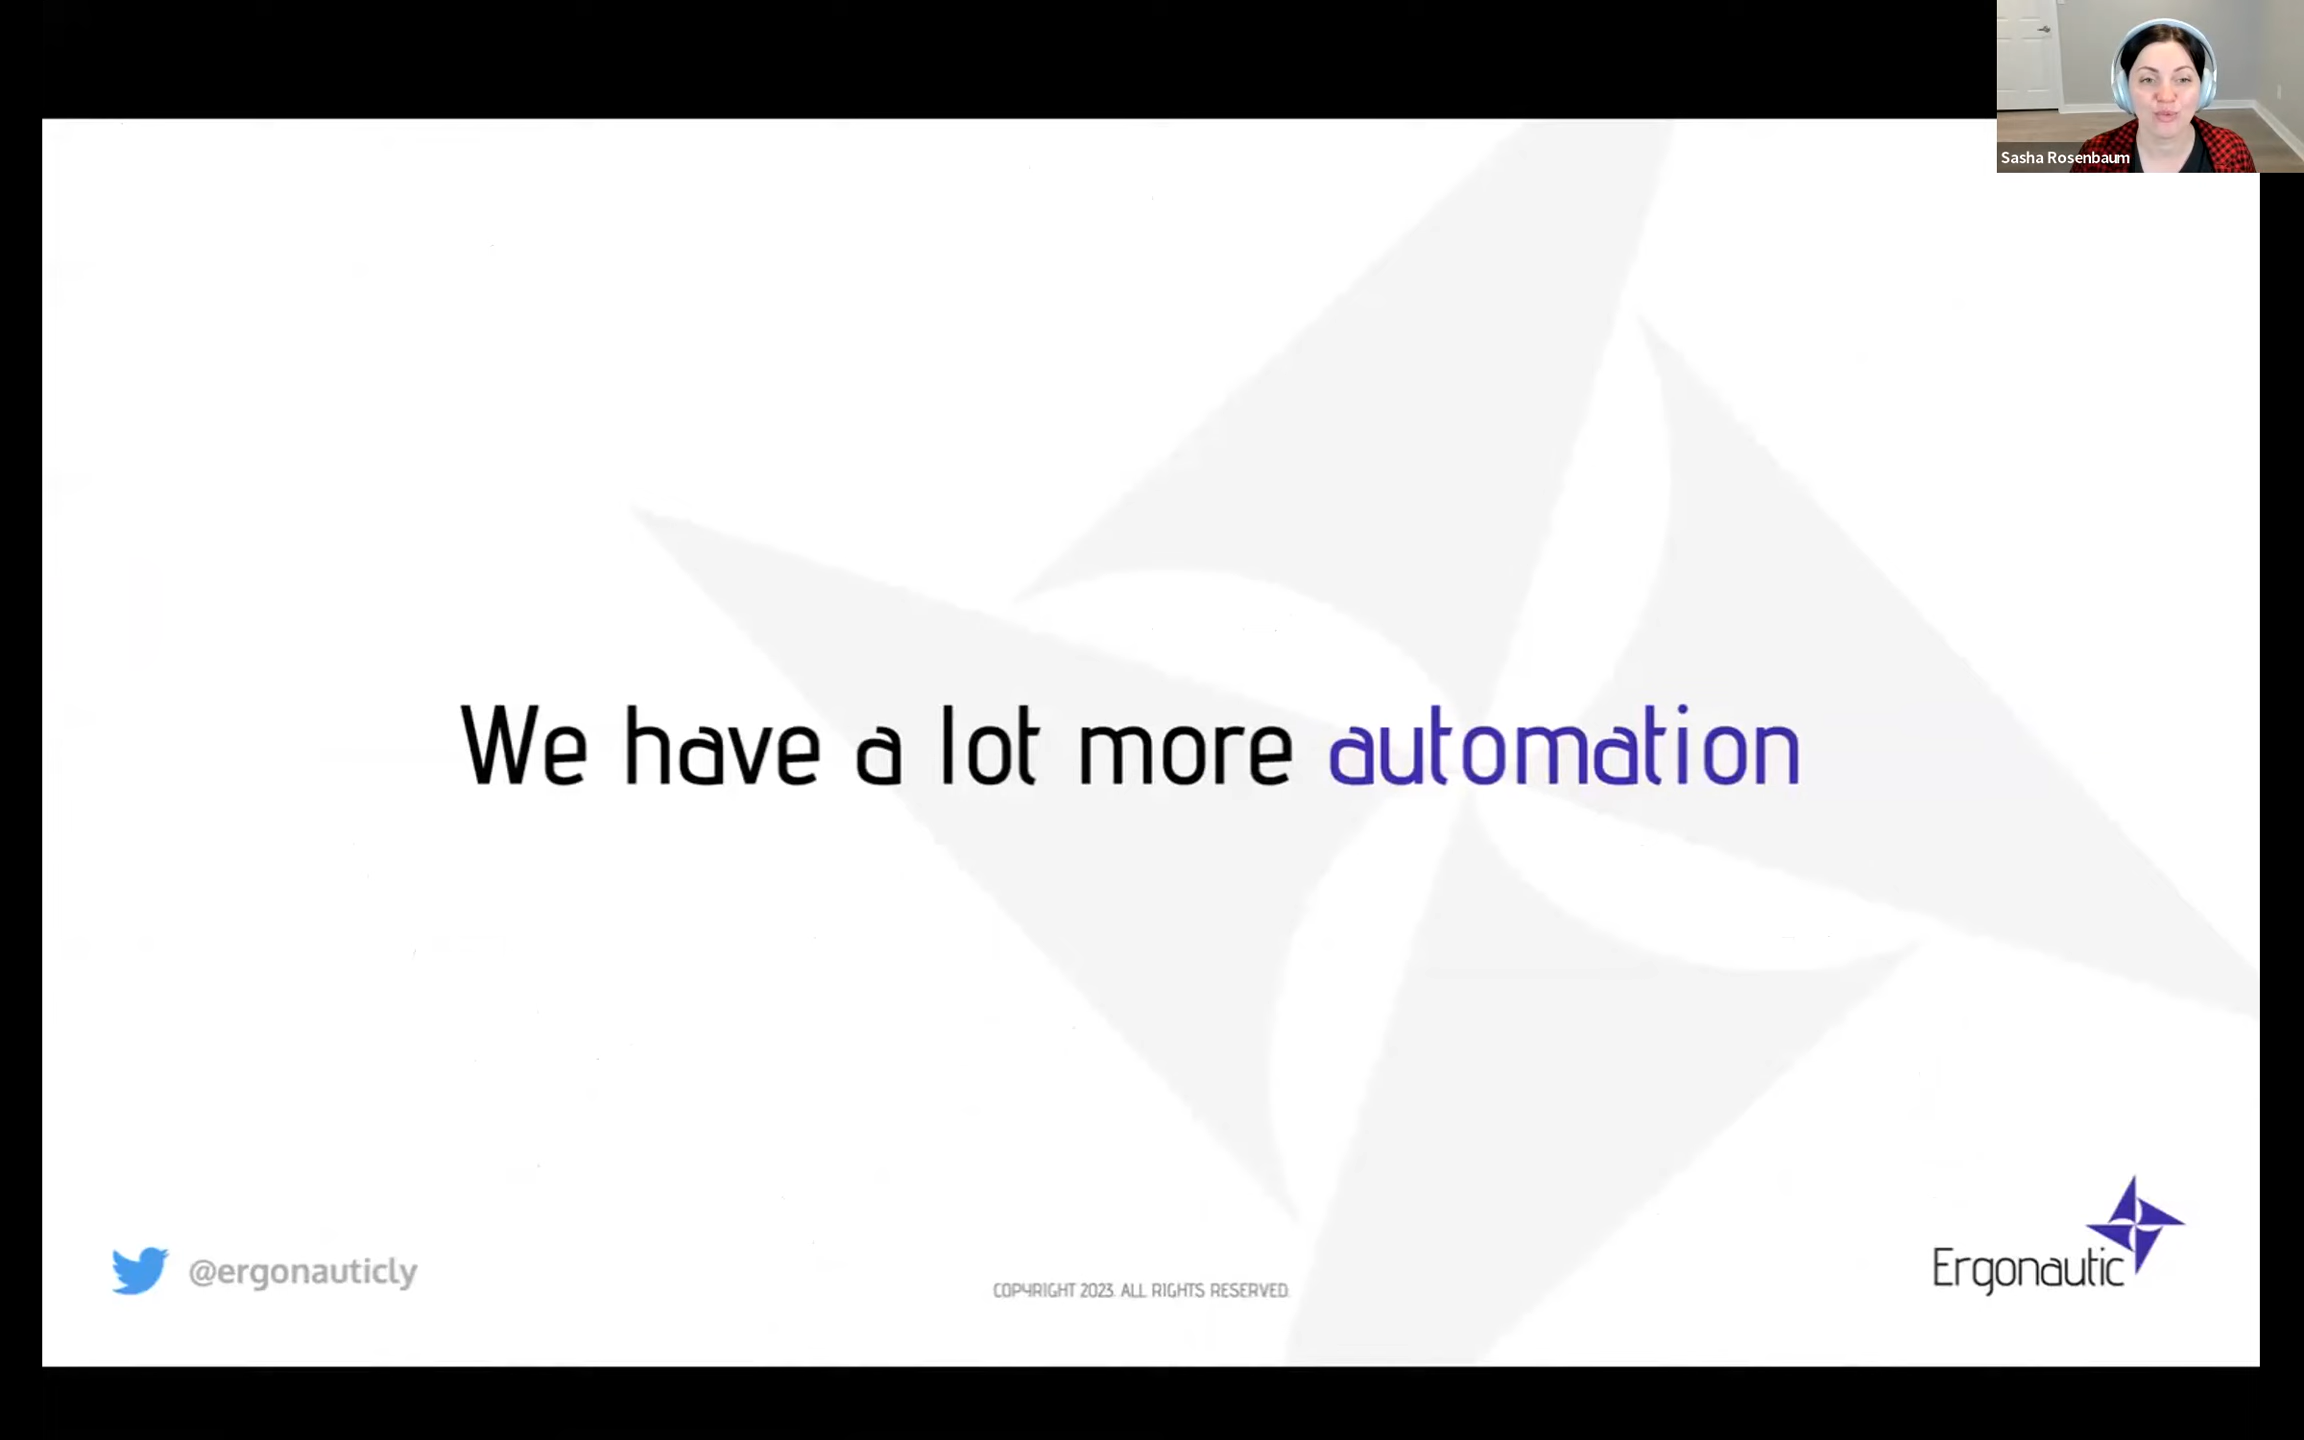 Sasha Rosenbaum
We have a lot more automation
@ergonauticly
COPYRIGHT 2023. ALL RIGHTS RESERVED.
Ergonautic